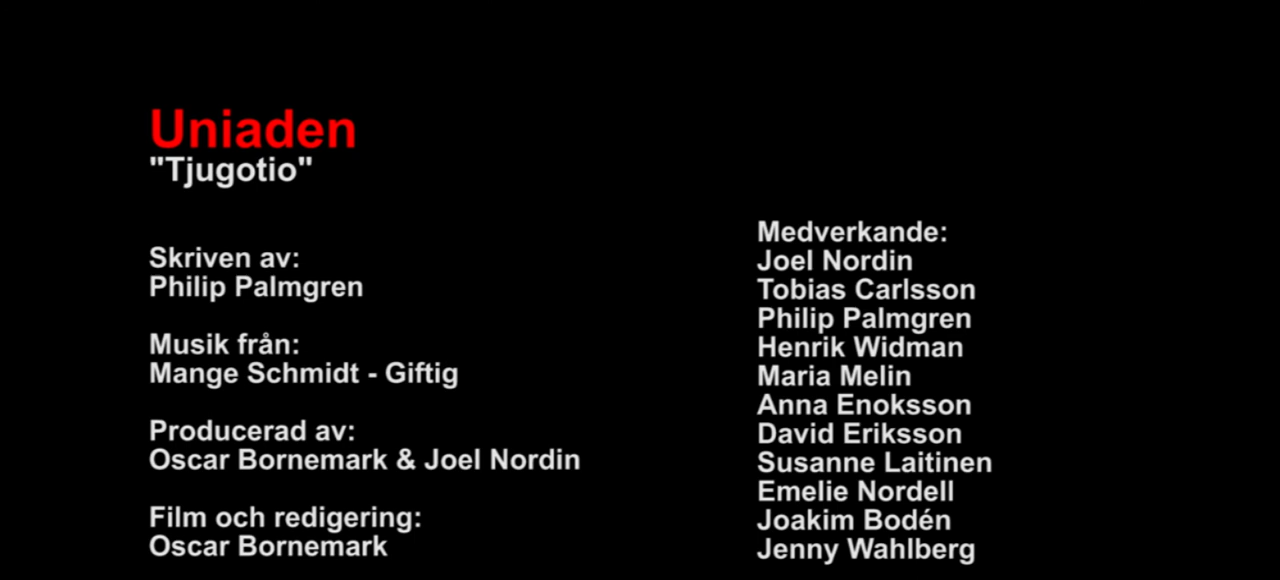 Uniaden
"Tjugotio"
Skriven av:
Philip Palmgren
Musik från:
Mange Schmidt - Giftig
Producerad av:
Oscar Bornemark & Joel Nordin
Film och redigering:
Oscar Bornemark
Medverkande:
Joel Nordin
Tobias Carlsson
Philip Palmgren
Henrik Widman
Maria Melin
Anna Enoksson
David Eriksson
Susanne Laitinen
Emelie Nordell
Joakim Bodén
Jenny Wahlberg